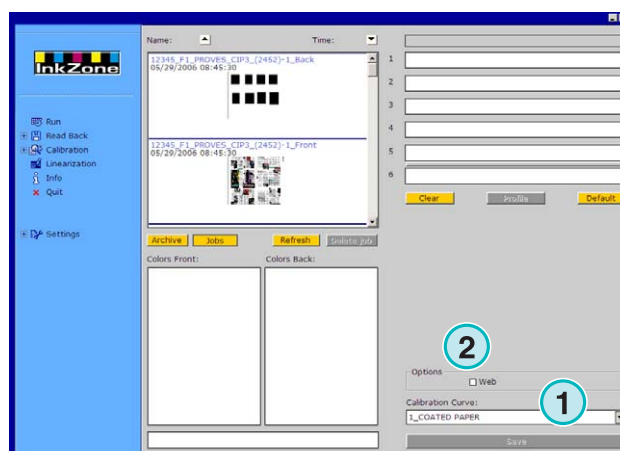 InkZone
Run
Read Back
Calibration
Linearization
Info
Quit
Settings
Name:
Time:
12345_F1_PROVES_CIP3_(2452)-1_Back
05/29/2006 08:45:30
12345_F1_PROVES_CIP3_(2452)-1_Front
05/29/2006 08:45:30
Archive
Jobs
Refresh
Delete job
Colors Front:
Colors Back:
1
2
3
4
5
6
Clear
Profile
Default
2
Options
Web
Calibration Curve:
1
1_COATED PAPER
Save